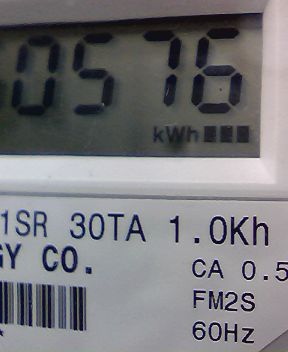 0576
kWh
1SR 30TA 1.0Kh
GY CO.
CA 0.5
FM2S
60Hz